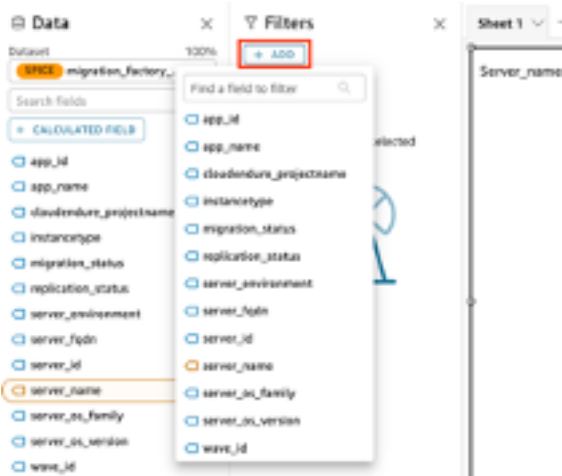 Data
Dataset 100%
SPICE migration_factory_
Search fields
+ CALCULATED FIELD
app_id
app_name
cloudendure_projectname
instancetype
migration_status
replication_status
server_environment
server_fqdn
server_id
server_name
server_os_family
server_os_version
wave_id
Filters
+ ADD
Find a field to filter
app_id
app_name
cloudendure_projectname
instancetype
migration_status
replication_status
server_environment
server_fqdn
server_id
server_name
server_os_family
server_os_version
wave_id
elected
Sheet 1
Server_name